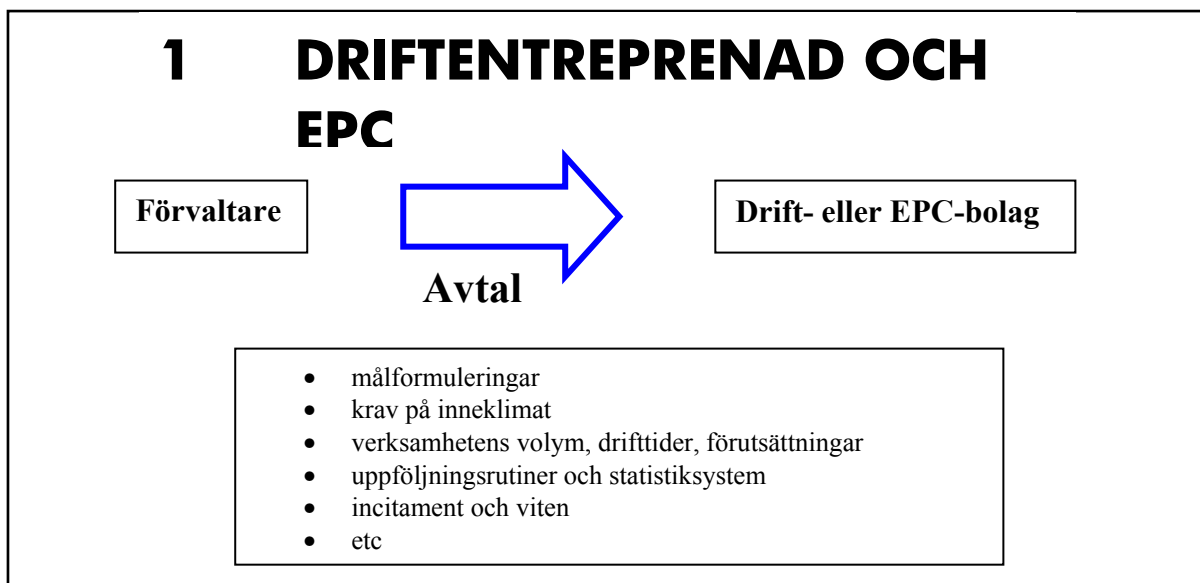 1 DRIFTENTREPRENAD OCH
EPC
Förvaltare
Drift- eller EPC-bolag
Avtal
• målformuleringar
• krav på inneklimat
• verksamhetens volym, drifttider, förutsättningar
• uppföljningsrutiner och statistiksystem
• incitament och viten
• etc